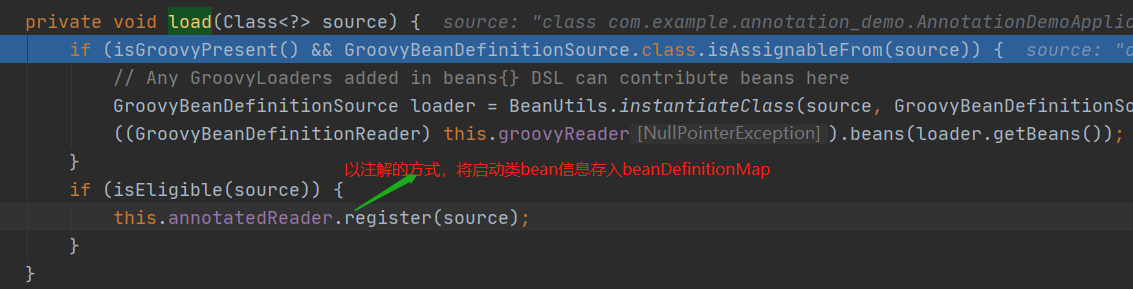 private void load(Class<?> source) {  source: "class com.example.annotation_demo.AnnotationDemoApplic
if (isGroovyPresent() && GroovyBeanDefinitionSource.class.isAssignableFrom(source)) {  source: "c
// Any GroovyLoaders added in beans{} DSL can contribute beans here
GroovyBeanDefinitionSource loader = BeanUtils.instantiateClass(source, GroovyBeanDefinitionSo
((GroovyBeanDefinitionReader) this.groovyReader [NullPointerException] ).beans(loader.getBeans());
}
以注解的方式，将启动类bean信息存入beanDefinitionMap
if (isEligible(source)) {
this.annotatedReader.register(source);
}
}